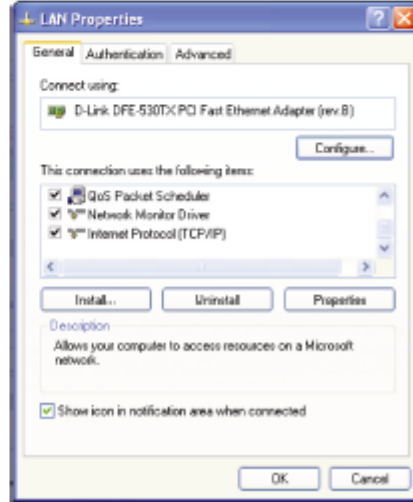 LAN Properties
General Authentication Advanced
Connect using:
D-Link DFE-530TX PCI Fast Ethernet Adapter (rev.B)
Configure...
This connection uses the following items:
QoS Packet Scheduler
Network Monitor Driver
Internet Protocol (TCP/IP)
Install... Uninstall Properties
Description
Allows your computer to access resources on a Microsoft
network.
Show icon in notification area when connected
OK Cancel